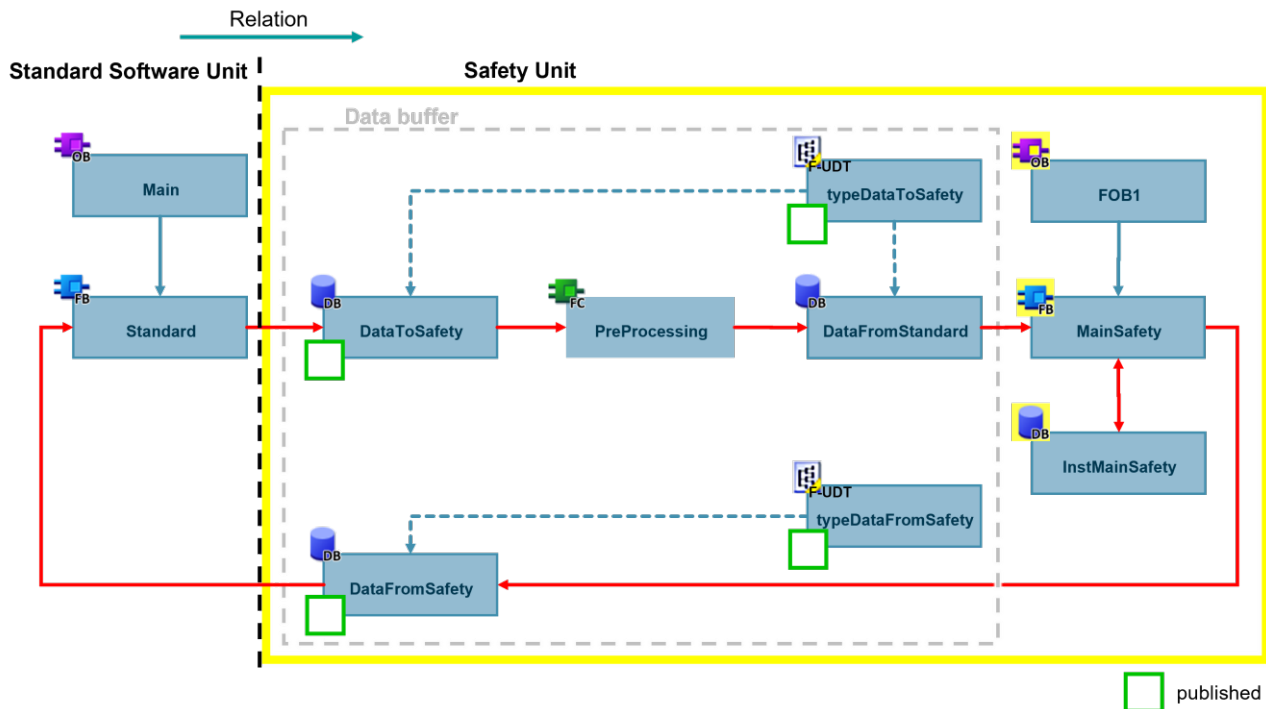 Relation
Standard Software Unit
Safety Unit
Data buffer
OB
Main
F-UDT
typeDataToSafety
OB
FOB1
FB
Standard
DB
DataToSafety
FC
PreProcessing
DB
DataFromStandard
FB
MainSafety
DB
InstMainSafety
F-UDT
typeDataFromSafety
DB
DataFromSafety
published